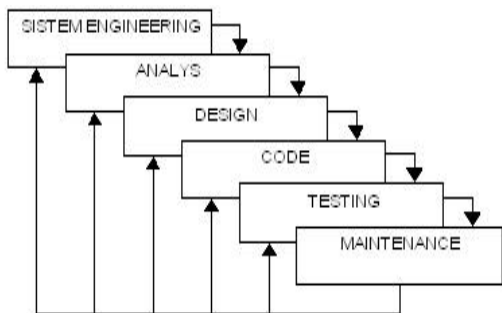 SISTEM ENGINEERING
ANALYS
DESIGN
CODE
TESTING
MAINTENANCE